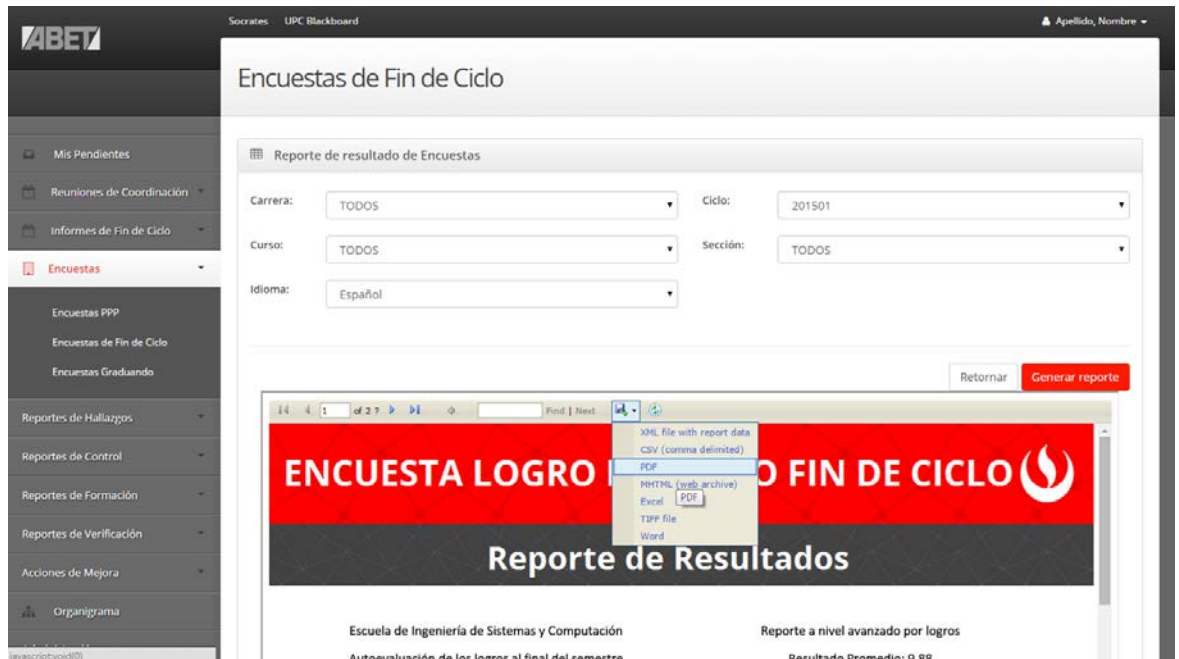 ABET
Socrates UPC Blackboard Apellido, Nombre
Encuestas de Fin de Ciclo
Mis Pendientes
Reuniones de Coordinación
Informes de Fin de Ciclo
Encuestas
Encuestas PPP
Encuestas de Fin de Ciclo
Encuestas Graduando
Reportes de Hallazgos
Reportes de Control
Reportes de Formación
Reportes de Verificación
Acciones de Mejora
Organigrama
javascript:void(0)
Reporte de resultado de Encuestas
Carrera: TODOS Ciclo: 201501
Curso: TODOS Sección: TODOS
Idioma: Español
Retornar Generar reporte
1 of 2 ? Find | Next
XML file with report data
CSV (comma delimited)
PDF
MHTML (web archive)
Excel PDF
TIFF file
Word
ENCUESTA LOGRO O FIN DE CICLO
Reporte de Resultados
Escuela de Ingeniería de Sistemas y Computación Reporte a nivel avanzado por logros
Autoevaluación de los logros al final del semestre Resultado Promedio: 9.88